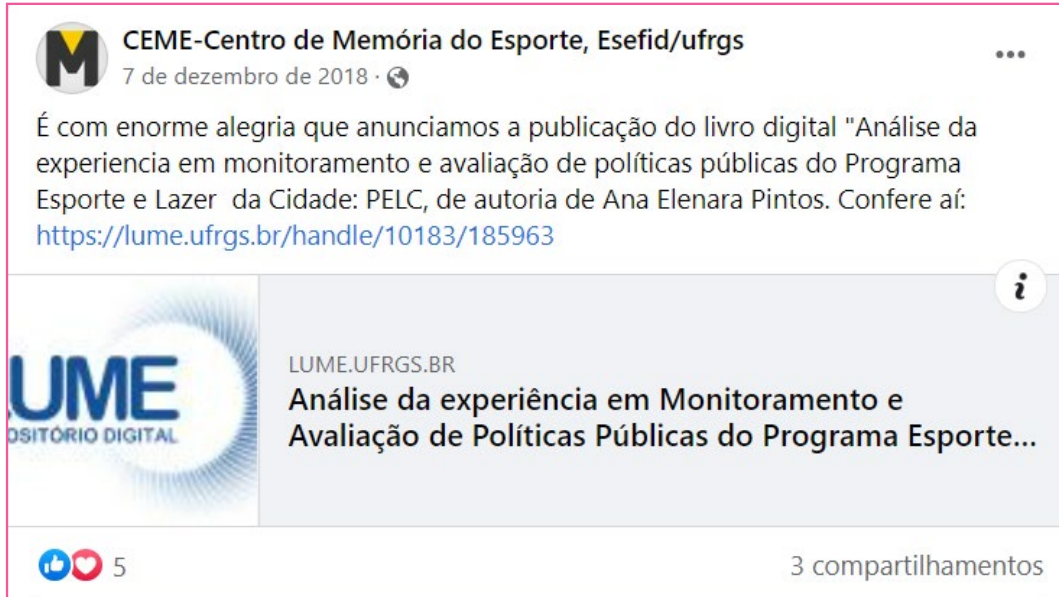 CEME-Centro de Memória do Esporte, Esefid/ufrgs
7 de dezembro de 2018 ·
É com enorme alegria que anunciamos a publicação do livro digital "Análise da
experiencia em monitoramento e avaliação de políticas públicas do Programa
Esporte e Lazer da Cidade: PELC, de autoria de Ana Elenara Pintos. Confere aí:
https://lume.ufrgs.br/handle/10183/185963
LUME
OSITÓRIO DIGITAL
LUME.UFRGS.BR
Análise da experiência em Monitoramento e
Avaliação de Políticas Públicas do Programa Esporte...
5
3 compartilhamentos